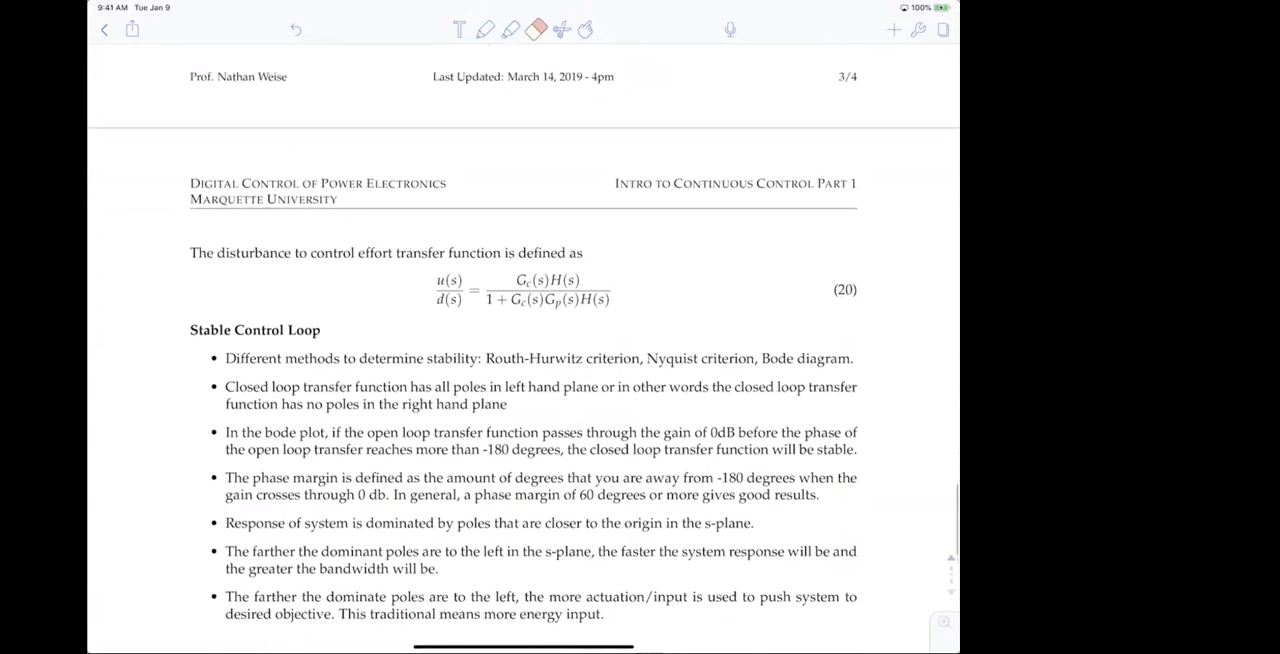 9:41 AM Tue Jan 9
100%
Prof. Nathan Weise
Last Updated: March 14, 2019 - 4pm
3/4
DIGITAL CONTROL OF POWER ELECTRONICS
INTRO TO CONTINUOUS CONTROL PART 1
MARQUETTE UNIVERSITY
The disturbance to control effort transfer function is defined as
u(s)/d(s) = Gc(s)H(s)/1 + Gc(s)Gp(s)H(s) (20)
Stable Control Loop
• Different methods to determine stability: Routh-Hurwitz criterion, Nyquist criterion, Bode diagram.
• Closed loop transfer function has all poles in left hand plane or in other words the closed loop transfer
function has no poles in the right hand plane
• In the bode plot, if the open loop transfer function passes through the gain of 0dB before the phase of
the open loop transfer reaches more than -180 degrees, the closed loop transfer function will be stable.
• The phase margin is defined as the amount of degrees that you are away from -180 degrees when the
gain crosses through 0 db. In general, a phase margin of 60 degrees or more gives good results.
• Response of system is dominated by poles that are closer to the origin in the s-plane.
• The farther the dominant poles are to the left in the s-plane, the faster the system response will be and
the greater the bandwidth will be.
• The farther the dominate poles are to the left, the more actuation/input is used to push system to
desired objective. This traditional means more energy input.